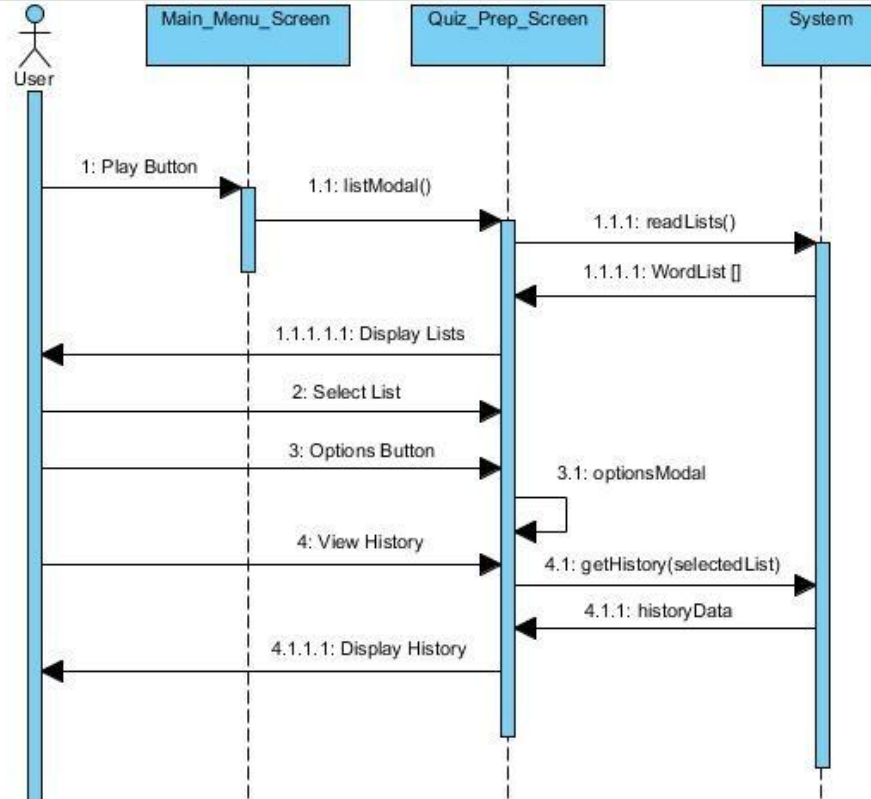 Main_Menu_Screen
Quiz_Prep_Screen
System
User
1: Play Button
1.1: listModal()
1.1.1: readLists()
1.1.1.1: WordList []
1.1.1.1.1: Display Lists
2: Select List
3: Options Button
3.1: optionsModal
4: View History
4.1: getHistory(selectedList)
4.1.1: historyData
4.1.1.1: Display History